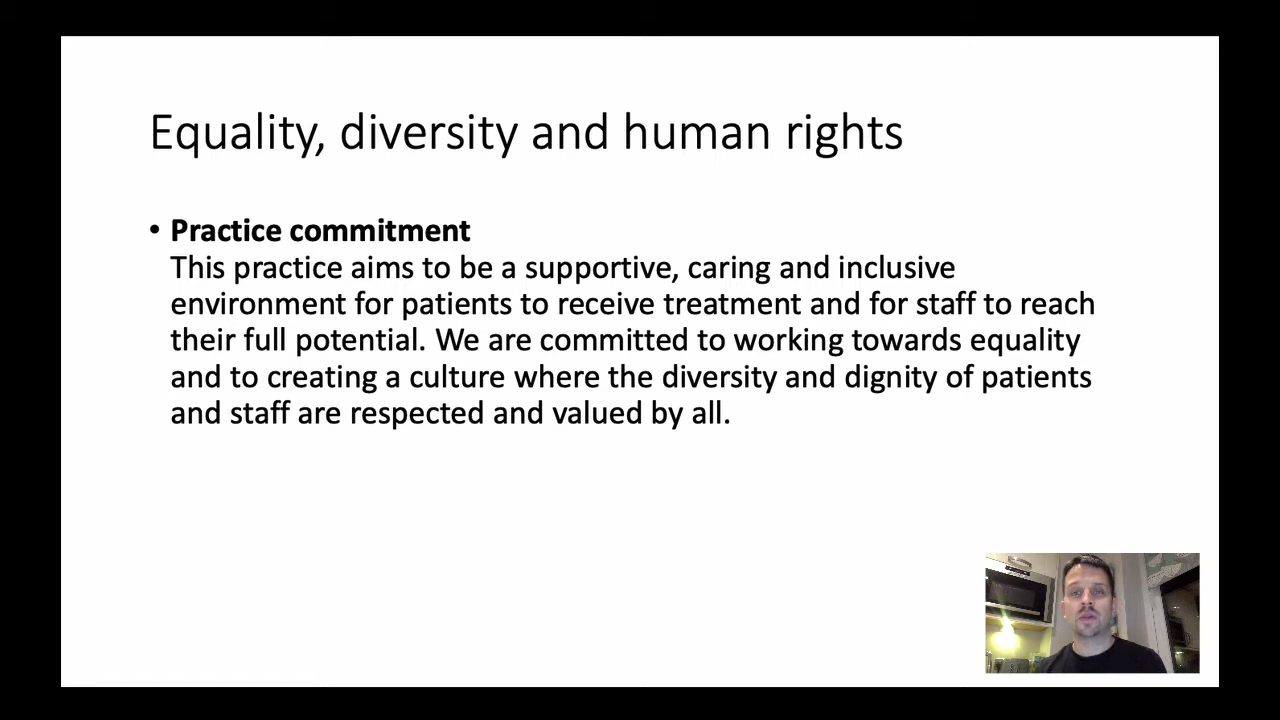 Equality, diversity and human rights
• Practice commitment
This practice aims to be a supportive, caring and inclusive
environment for patients to receive treatment and for staff to reach
their full potential. We are committed to working towards equality
and to creating a culture where the diversity and dignity of patients
and staff are respected and valued by all.